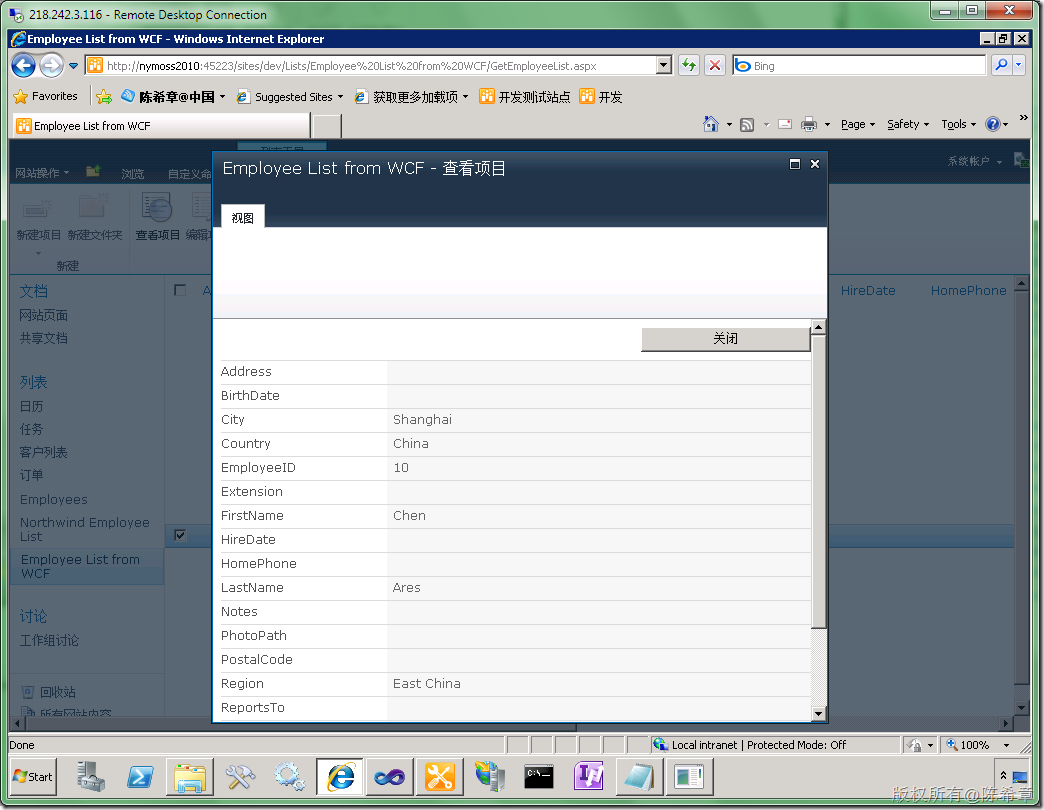 218.242.3.116 - Remote Desktop Connection
Employee List from WCF - Windows Internet Explorer
http://nymoss2010:45223/sites/dev/Lists/Employee%20List%20from%20WCF/GetEmployeeList.aspx
Bing
Favorites
陈希章@中国
Suggested Sites
获取更多加载项
开发测试站点
开发
Employee List from WCF
Page
Safety
Tools
网站操作
浏览
自定义命
系统帐户
Employee List from WCF - 查看项目
视图
新建项目
新建文件夹
查看项目
新建
文档
网站页面
共享文档
列表
日历
任务
客户列表
订单
Employees
Northwind Employee
List
Employee List from
WCF
讨论
工作组讨论
回收站
所有网站内容
HireDate
HomePhone
关闭
Address
BirthDate
City Shanghai
Country China
EmployeeID 10
Extension
FirstName Chen
HireDate
HomePhone
LastName Ares
Notes
PhotoPath
PostalCode
Region East China
ReportsTo
Done
Local intranet | Protected Mode: Off
100%
Start
版权所有@陈希章